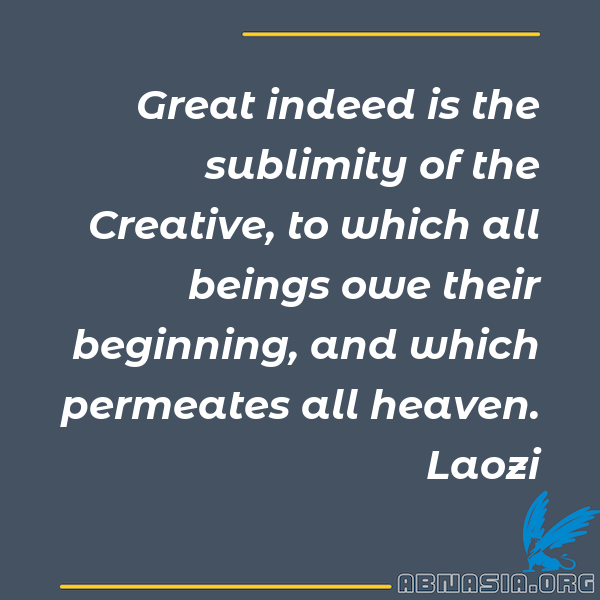 Great indeed is the
sublimity of the
Creative, to which all
beings owe their
beginning, and which
permeates all heaven.
Laozi
ABNASIA.ORG